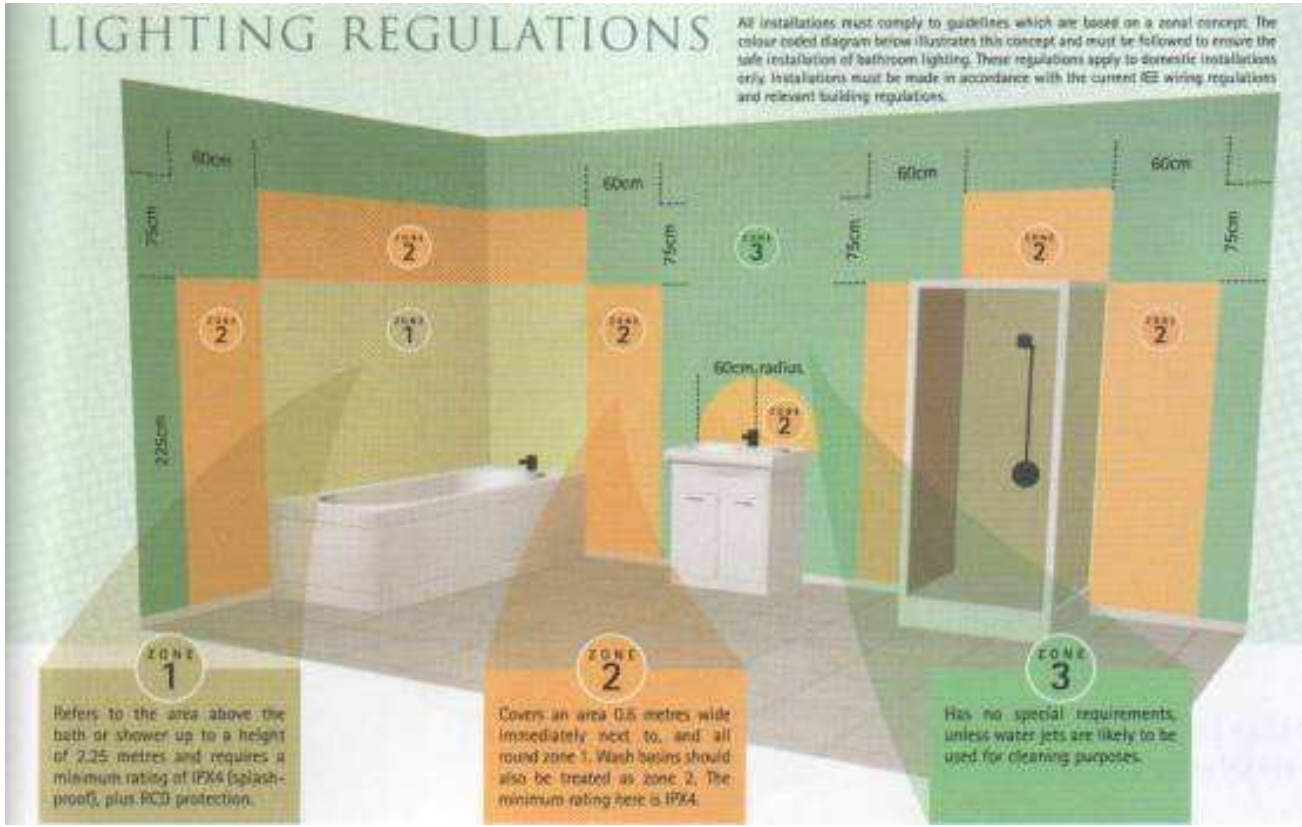 LIGHTING REGULATIONS
All installations must comply to guidelines which are based on a zonal concept. The
colour coded diagram below illustrates this concept and must be followed to ensure the
safe installation of bathroom lighting. These regulations apply to domestic installations
only. Installations must be made in accordance with the current IEE wiring regulations
and relevant building regulations.
60cm
60cm
60cm
60cm
75cm
75cm
75cm
75cm
ZONE
2
ZONE
3
ZONE
2
ZONE
2
ZONE
1
ZONE
2
ZONE
2
225cm
60cm radius
ZONE
2
ZONE
1
Refers to the area above the
bath or shower up to a height
of 2.25 metres and requires a
minimum rating of IPX4 (splash-
proof), plus RCD protection.
ZONE
2
Covers an area 0.6 metres wide
immediately next to, and all
round zone 1. Wash basins should
also be treated as zone 2. The
minimum rating here is IPX4.
ZONE
3
Has no special requirements,
unless water jets are likely to be
used for cleaning purposes.